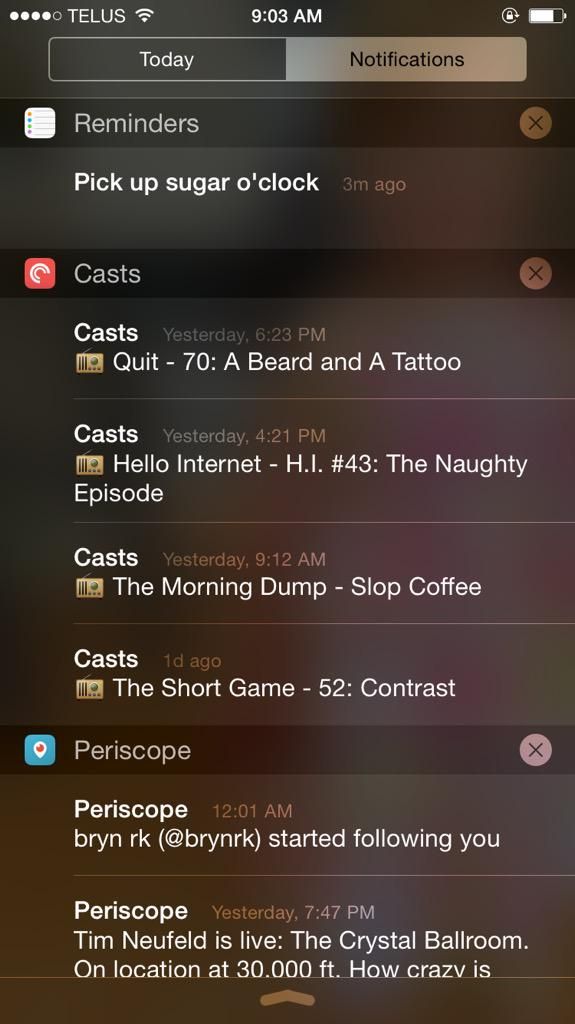 TELUS 9:03 AM
Today Notifications
Reminders
Pick up sugar o'clock 3m ago
Casts
Casts Yesterday, 6:23 PM
📻 Quit - 70: A Beard and A Tattoo
Casts Yesterday, 4:21 PM
📻 Hello Internet - H.I. #43: The Naughty
Episode
Casts Yesterday, 9:12 AM
📻 The Morning Dump - Slop Coffee
Casts 1d ago
📻 The Short Game - 52: Contrast
Periscope
Periscope 12:01 AM
bryn rk (@brynrk) started following you
Periscope Yesterday, 7:47 PM
Tim Neufeld is live: The Crystal Ballroom.
On location at 30,000 ft. How crazy is